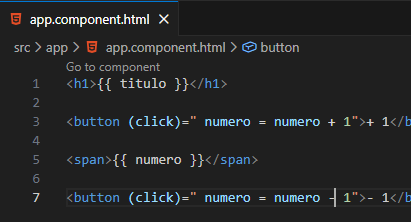 app.component.html
src > app > app.component.html > button
Go to component
1 <h1>{{ titulo }}</h1>
2
3 <button (click)=" numero = numero + 1">+ 1</b
4
5 <span>{{ numero }}</span>
6
7 <button (click)=" numero = numero - 1">- 1</b